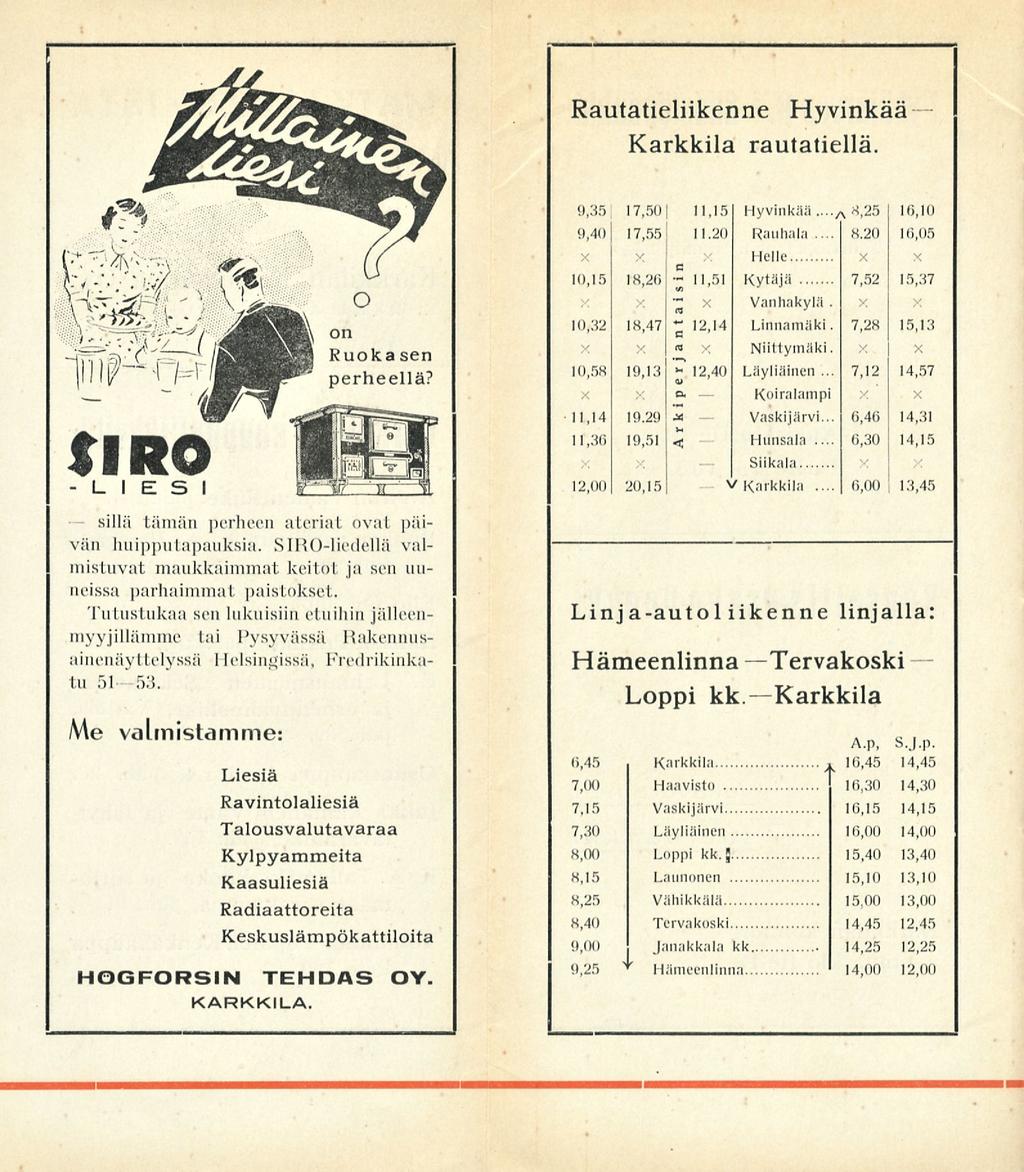 Millainen
liesi
?
on
Ruokasen
perheellä?
SIRO
-LIESI
— sillä tämän perheen ateriat ovat päi-
vän huipputapauksia. SIRO-liedellä val-
mistuvat maukkaimmat keitot ja sen uu-
neissa parhaimmat paistokset.
Tutustukaa sen lukuisiin etuihin jälleen-
myyjillämme tai Pysyvässä Rakennus-
ainenäyttelyssä Helsingissä, Fredrikinka-
tu 51—53.
Me valmistamme:
Liesiä
Ravintolaliesiä
Talousvalutavaraa
Kylpyammeita
Kaasuliesiä
Radiaattoreita
Keskuslämpökattiloita
HÖGFORSIN TEHDAS OY.
KARKKILA.
Rautatieliikenne Hyvinkää—
Karkkila rautatiellä.
9,35 17,50 11,15 Hyvinkää .... 8,25 16,10
9,40 17,55 11.20 Rauhala .... 8.20 16,05
× × × Helle......... × ×
10,15 18,26 11,51 Kytäjä ....... 7,52 15,37
× × × Vanhakylä . × ×
10,32 18,47 12,14 Linnamäki. 7,28 15,13
× × × Niittymäki. × ×
10,58 19,13 12,40 Läyliäinen ... 7,12 14,57
× × — Koiralampi × ×
11,14 19.29 — Vaskijärvi... 6,46 14,31
11,36 19,51 — Hunsala .... 6,30 14,15
× × — Siikala....... × ×
12,00 20,15 — Karkkila .... 6,00 13,45
Arkiperjantaisin
Linja-autoliikenne linjalla:
Hämeenlinna—Tervakoski—
Loppi kk.—Karkkila
A.p, S.J.p.
6,45 Karkkila...................... 16,45 14,45
7,00 Haavisto .................... 16,30 14,30
7,15 Vaskijärvi.................... 16,15 14,15
7,30 Läyliäinen .................. 16,00 14,00
8,00 Loppi kk. .................. 15,40 13,40
8,15 Launonen .................. 15,10 13,10
8,25 Vähikkälä.................... 15,00 13,00
8,40 Tervakoski................... 14,45 12,45
9,00 Janakkala kk.............. 14,25 12,25
9,25 Hämeenlinna................ 14,00 12,00